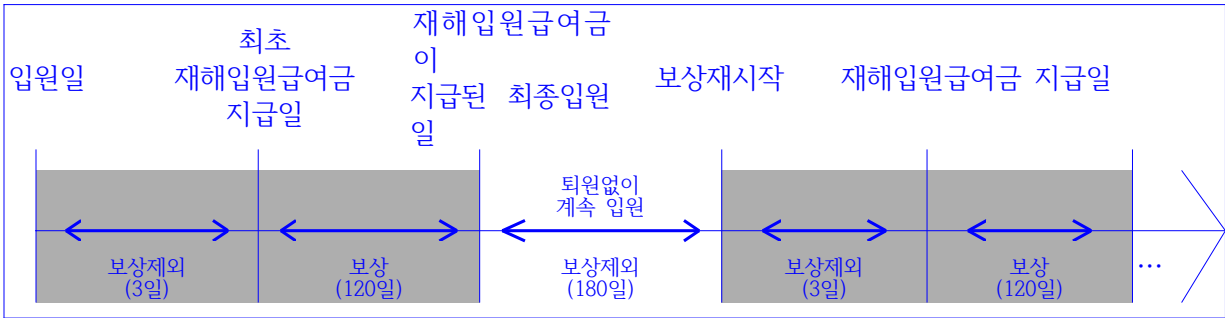 입원일
최초
재해입원급여금
지급일
재해입원급여금
이
지급된 최종입원
일
보상재시작
재해입원급여금 지급일
퇴원없이
계속 입원
보상제외
(3일)
보상
(120일)
보상제외
(180일)
보상제외
(3일)
보상
(120일)
…